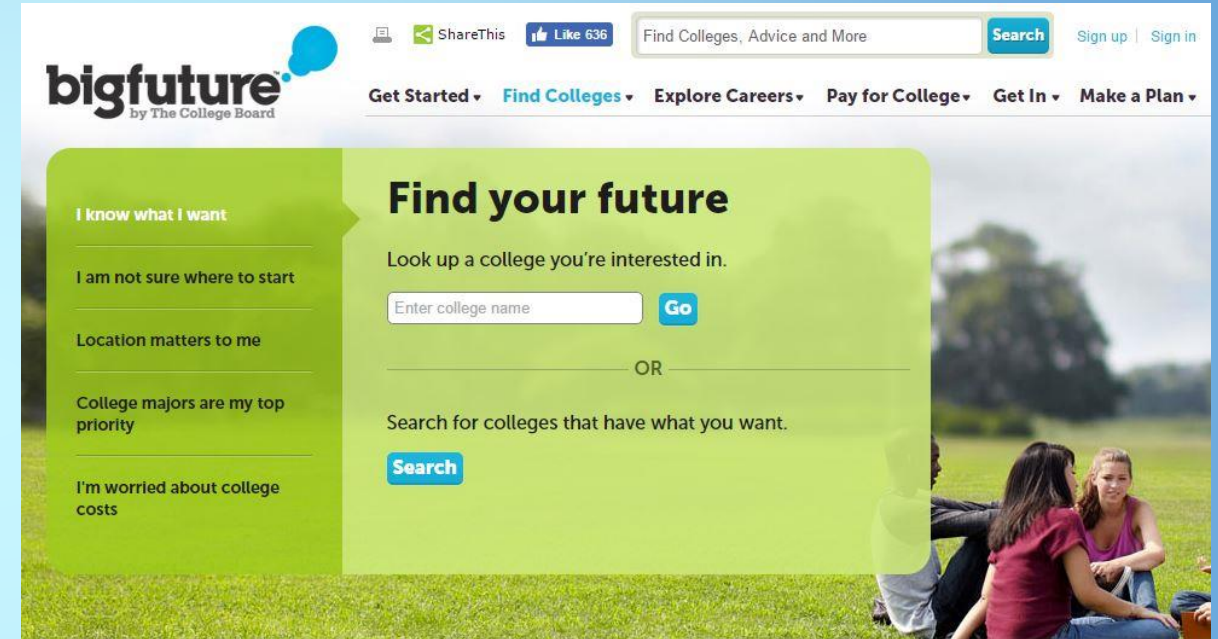 ShareThis
Like 636
Find Colleges, Advice and More
Search
Sign up
Sign in
bigfuture™
by The College Board
Get Started
Find Colleges
Explore Careers
Pay for College
Get In
Make a Plan
I know what I want
I am not sure where to start
Location matters to me
College majors are my top
priority
I'm worried about college
costs
Find your future
Look up a college you're interested in.
Enter college name
Go
OR
Search for colleges that have what you want.
Search